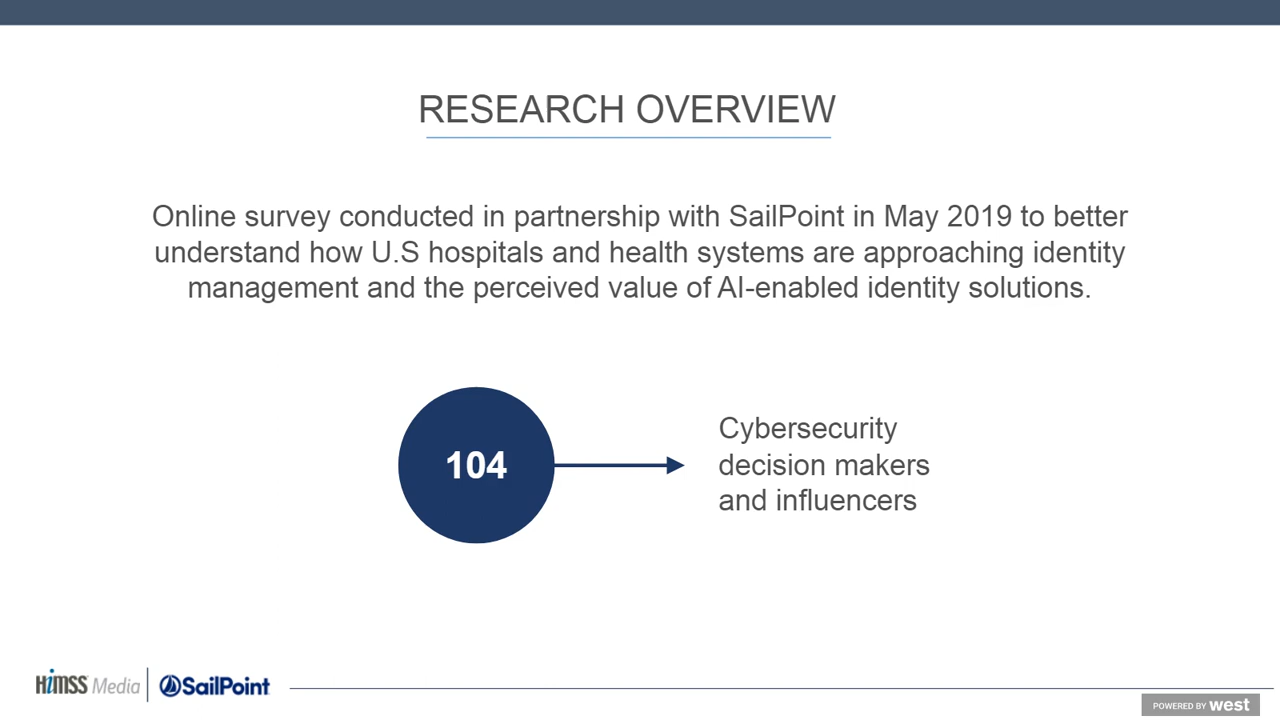 RESEARCH OVERVIEW
Online survey conducted in partnership with SailPoint in May 2019 to better
understand how U.S hospitals and health systems are approaching identity
management and the perceived value of AI-enabled identity solutions.
104
Cybersecurity
decision makers
and influencers
HiMSS Media
SailPoint
POWERED BY west